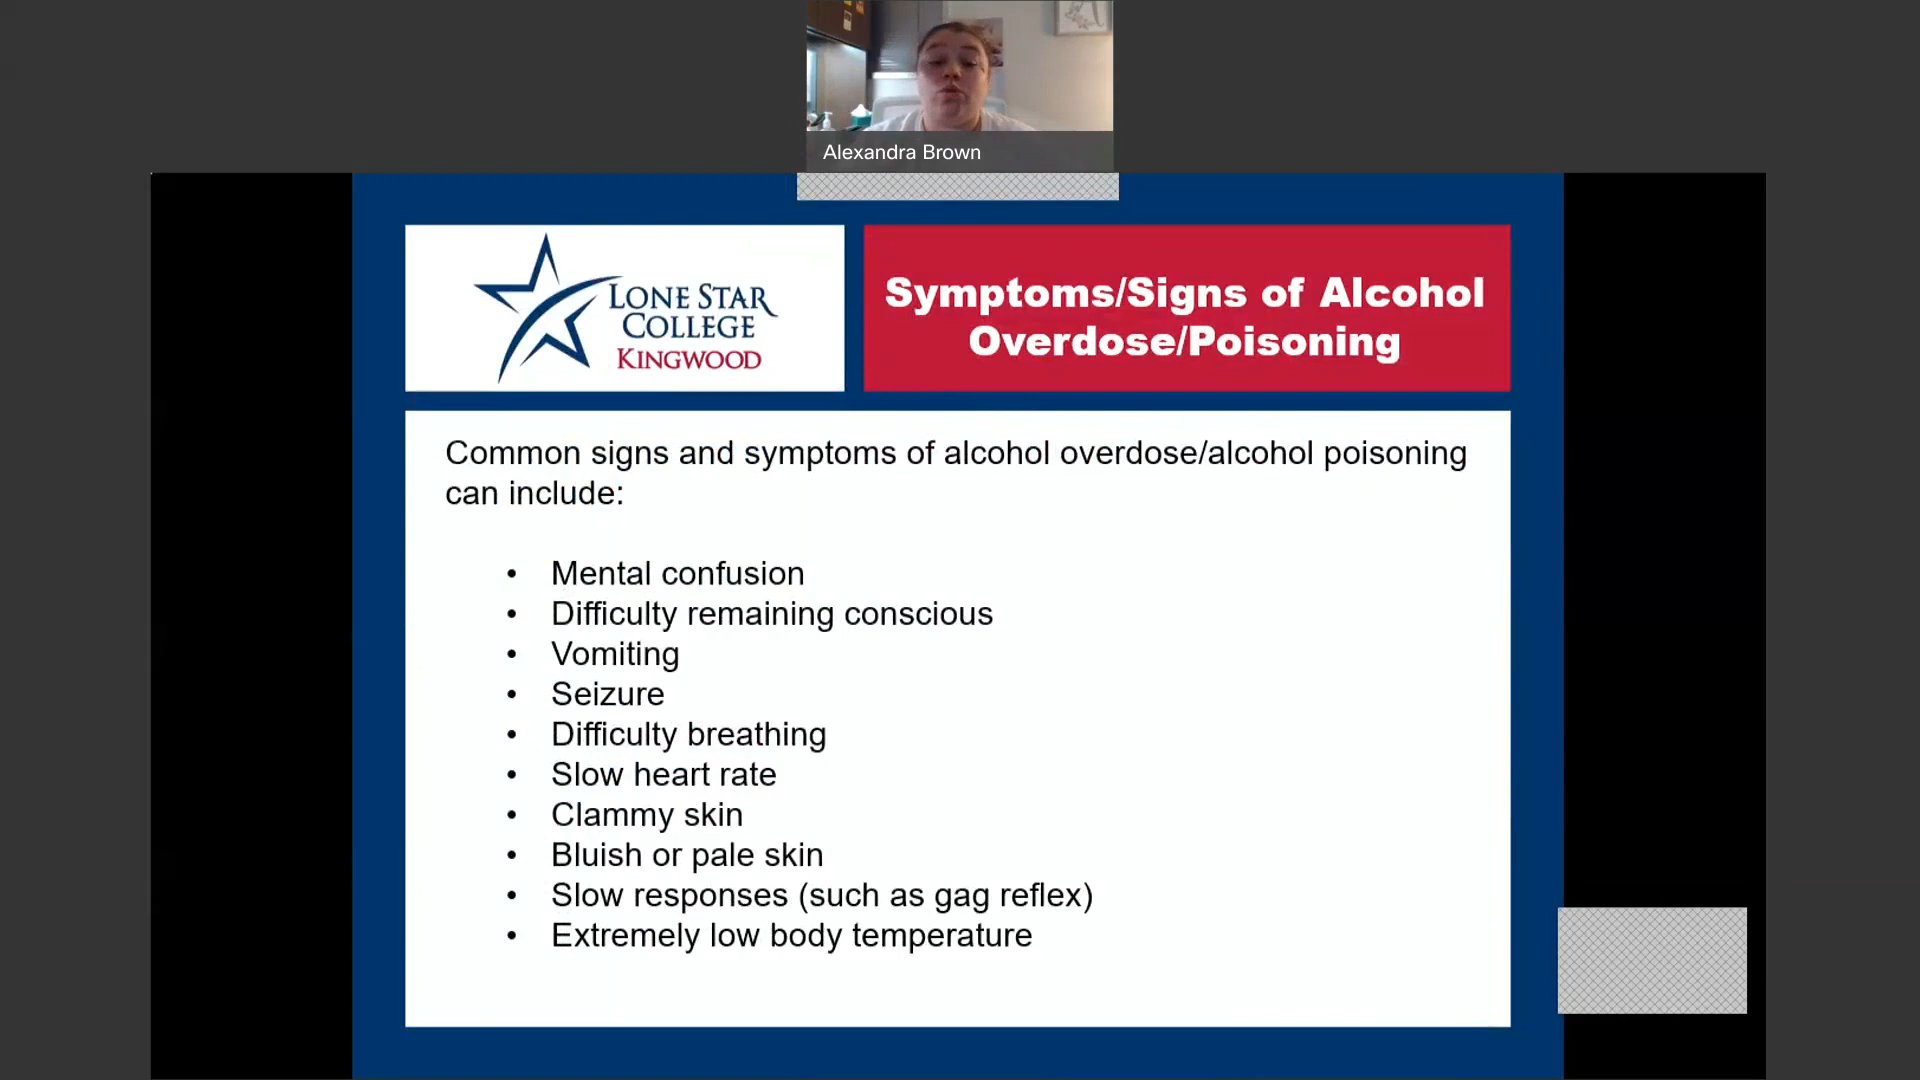 Alexandra Brown
LONE STAR
COLLEGE
KINGWOOD
Symptoms/Signs of Alcohol
Overdose/Poisoning
Common signs and symptoms of alcohol overdose/alcohol poisoning
can include:
• Mental confusion
• Difficulty remaining conscious
• Vomiting
• Seizure
• Difficulty breathing
• Slow heart rate
• Clammy skin
• Bluish or pale skin
• Slow responses (such as gag reflex)
• Extremely low body temperature